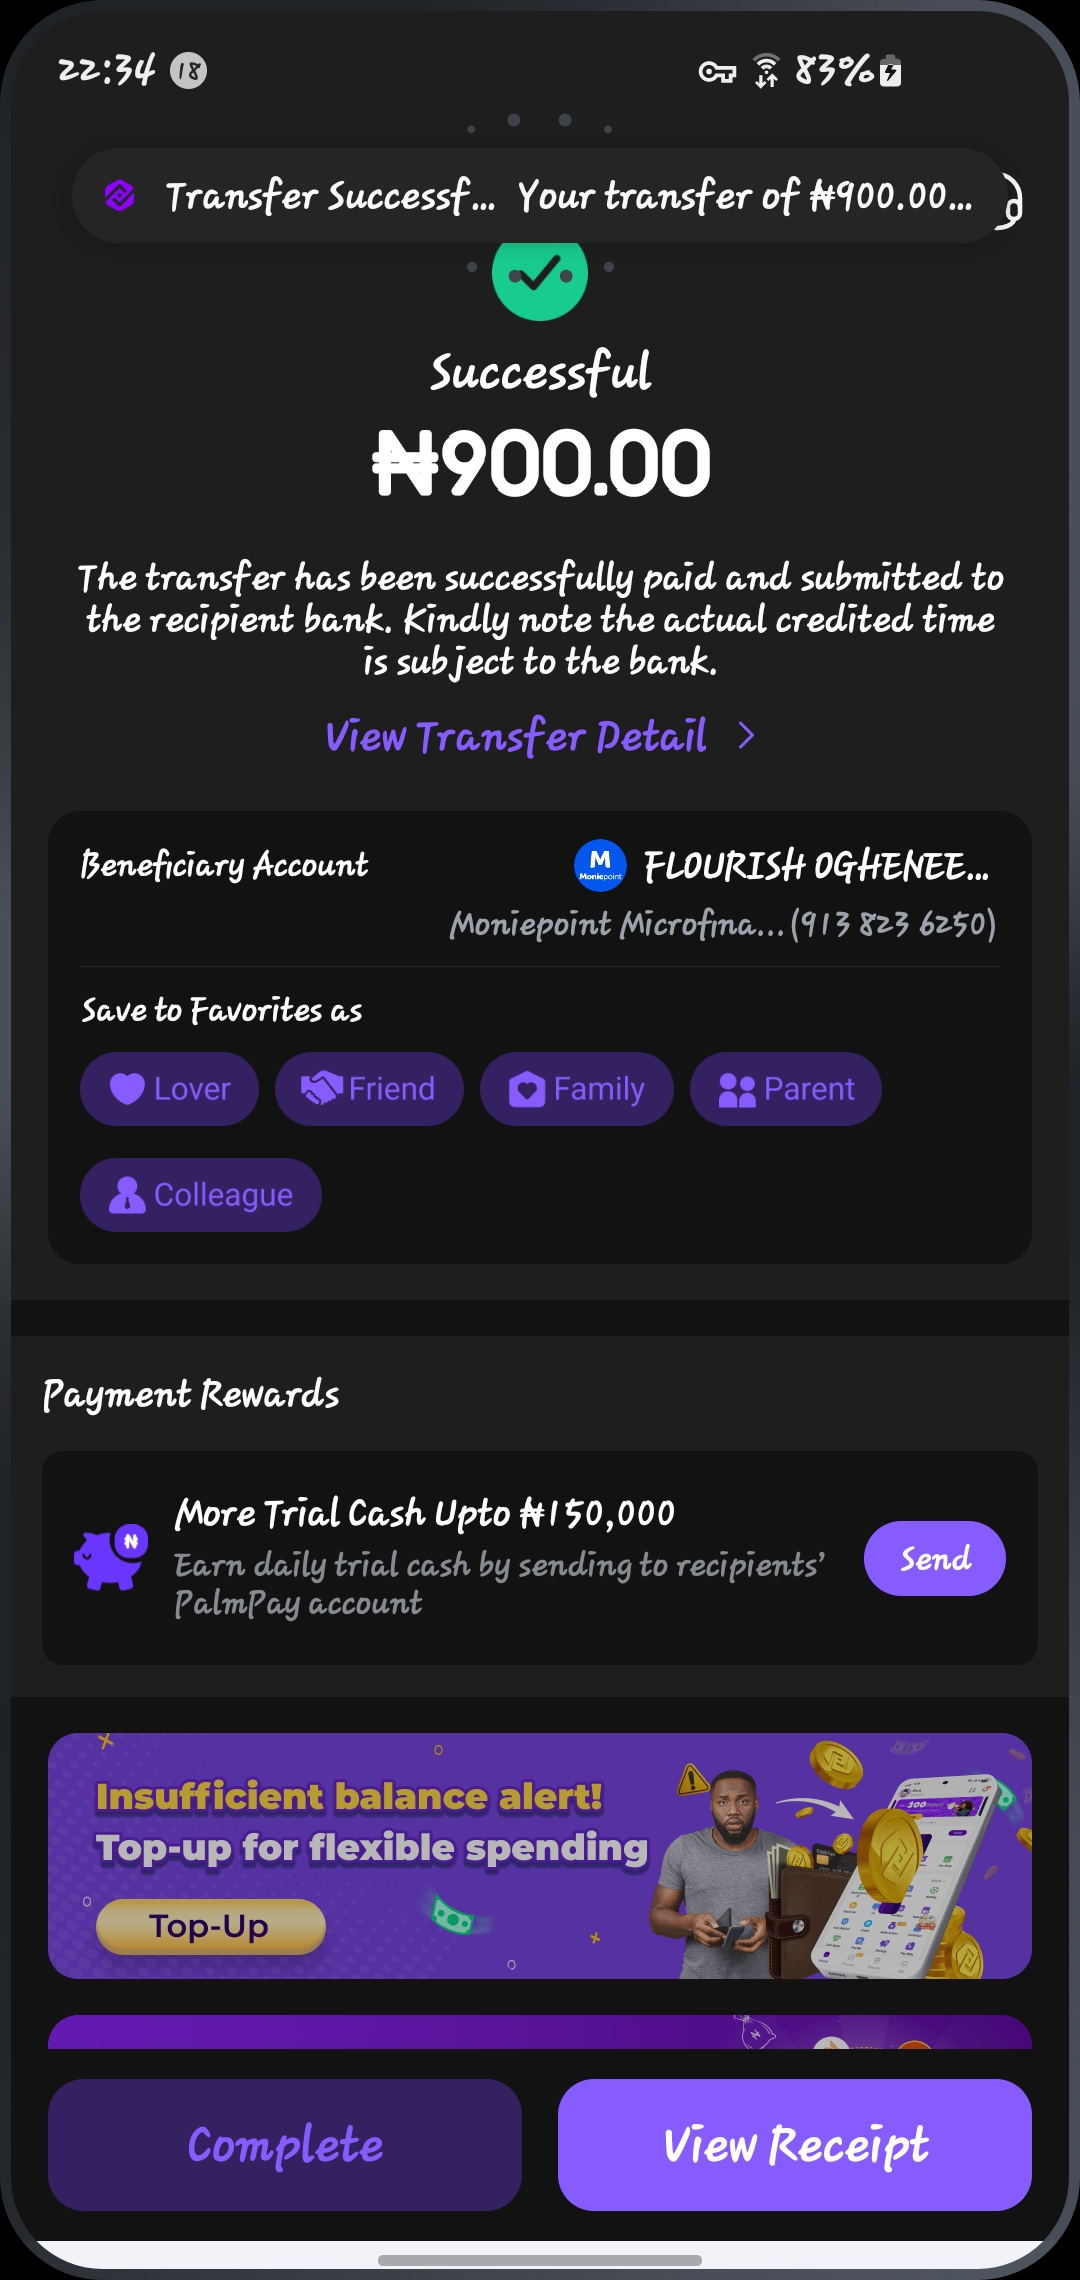 22:34 18 83%
Transfer Successf... Your transfer of ₦900.00...
Successful
₦900.00
The transfer has been successfully paid and submitted to
the recipient bank. Kindly note the actual credited time
is subject to the bank.
View Transfer Detail
Beneficiary Account M Moniepoint FLOURISH OGHENEE...
Moniepoint Microfina...(913 823 6250)
Save to Favorites as
Lover Friend Family Parent
Colleague
Payment Rewards
More Trial Cash Upto ₦150,000
Earn daily trial cash by sending to recipients'
PalmPay account
Send
Insufficient balance alert!
Top-up for flexible spending
Top-Up
Complete View Receipt